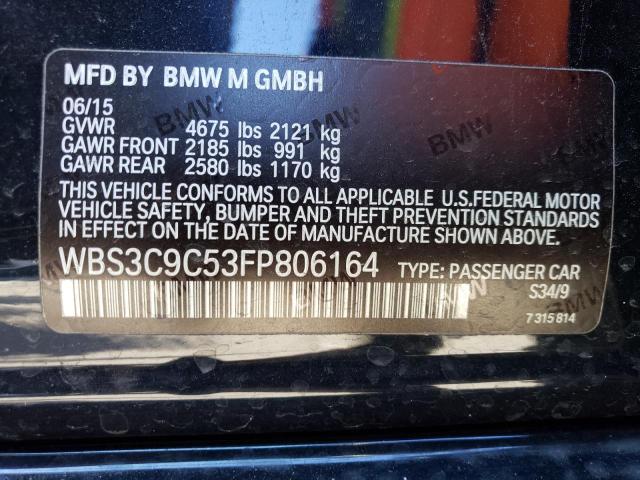 MFD BY BMW M GMBH
06/15
GVWR 4675 lbs 2121 kg
GAWR FRONT 2185 lbs 991 kg
GAWR REAR 2580 lbs 1170 kg
THIS VEHICLE CONFORMS TO ALL APPLICABLE U.S.FEDERAL MOTOR
VEHICLE SAFETY, BUMPER AND THEFT PREVENTION STANDARDS
IN EFFECT ON THE DATE OF MANUFACTURE SHOWN ABOVE.
WBS3C9C53FP806164 TYPE: PASSENGER CAR
S34/9
7 315 814